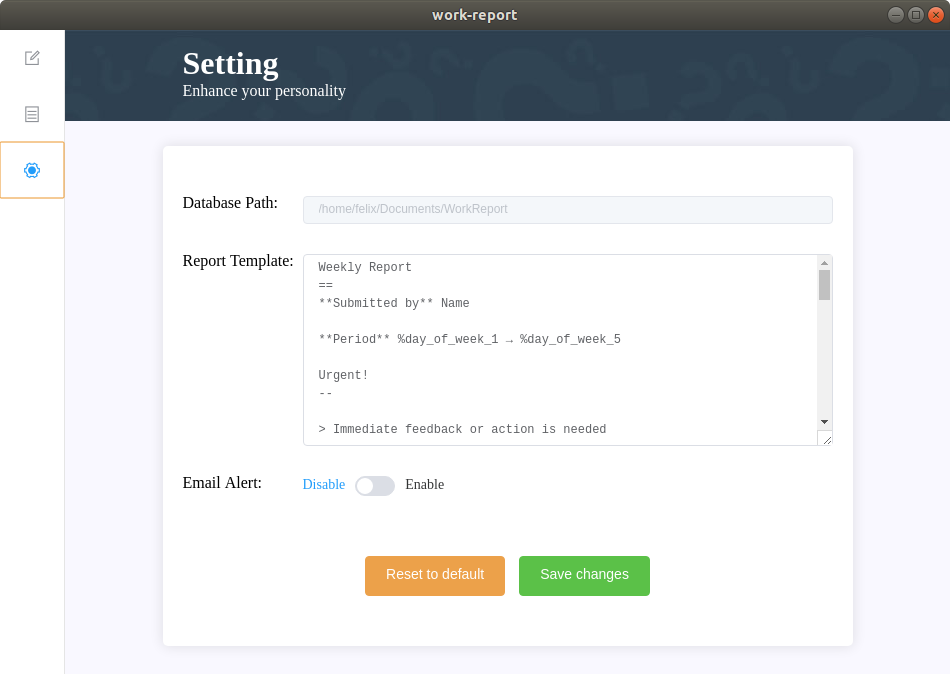 work-report
Setting
Enhance your personality
Database Path:
/home/felix/Documents/WorkReport
Report Template:
Weekly Report
==
**Submitted by** Name
**Period** %day_of_week_1 → %day_of_week_5
Urgent!
--
> Immediate feedback or action is needed
Email Alert:
Disable
Enable
Reset to default
Save changes